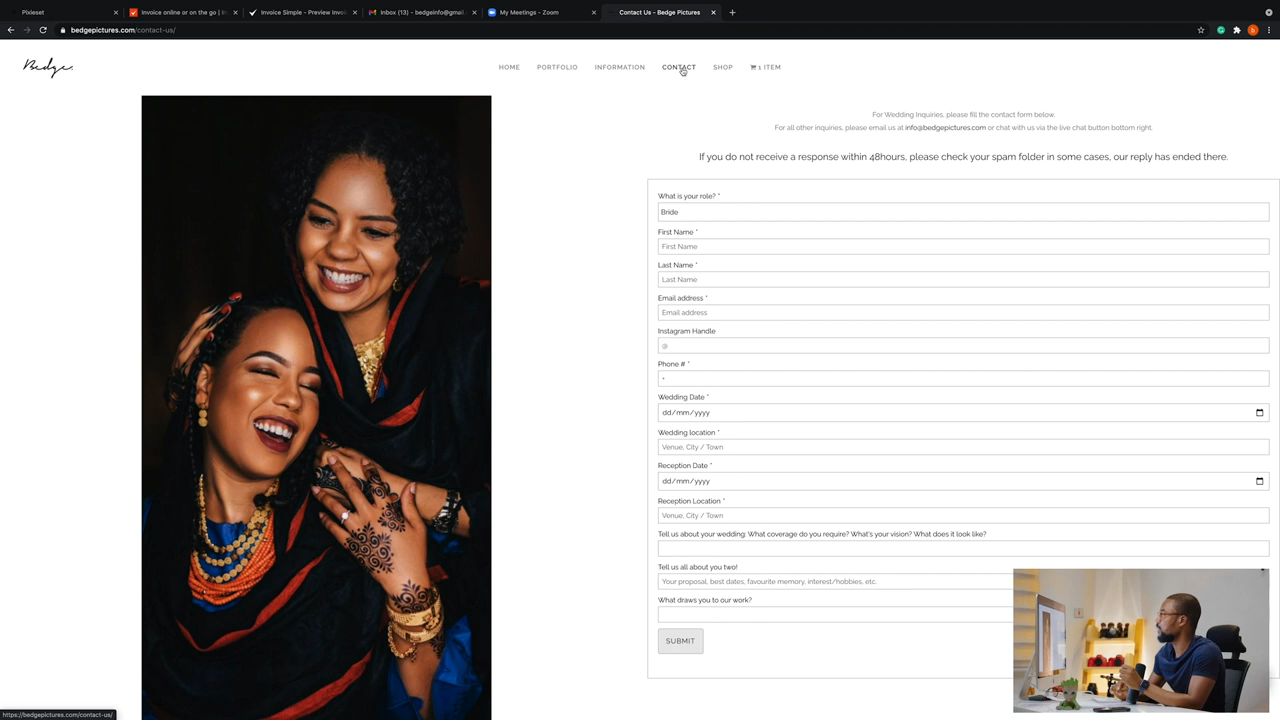 Pixieset
Invoice online or on the go | In
Invoice Simple - Preview Invoi
Inbox (13) - bedgeinfo@gmail.
My Meetings - Zoom
Contact Us - Bedge Pictures
bedgepictures.com/contact-us/
Bedge.
HOME
PORTFOLIO
INFORMATION
CONTACT
SHOP
1 ITEM
For Wedding Inquiries, please fill the contact form below.
For all other inquiries, please email us at info@bedgepictures.com or chat with us via the live chat button bottom right.
If you do not receive a response within 48hours, please check your spam folder in some cases, our reply has ended there.
What is your role? *
Bride
First Name *
First Name
Last Name *
Last Name
Email address *
Email address
Instagram Handle
@
Phone # *
+
Wedding Date *
dd/mm/yyyy
Wedding location *
Venue, City / Town
Reception Date *
dd/mm/yyyy
Reception Location *
Venue, City / Town
Tell us about your wedding: What coverage do you require? What's your vision? What does it look like?
Tell us all about you two!
Your proposal, best dates, favourite memory, interest/hobbies, etc.
What draws you to our work?
SUBMIT
https://bedgepictures.com/contact-us/